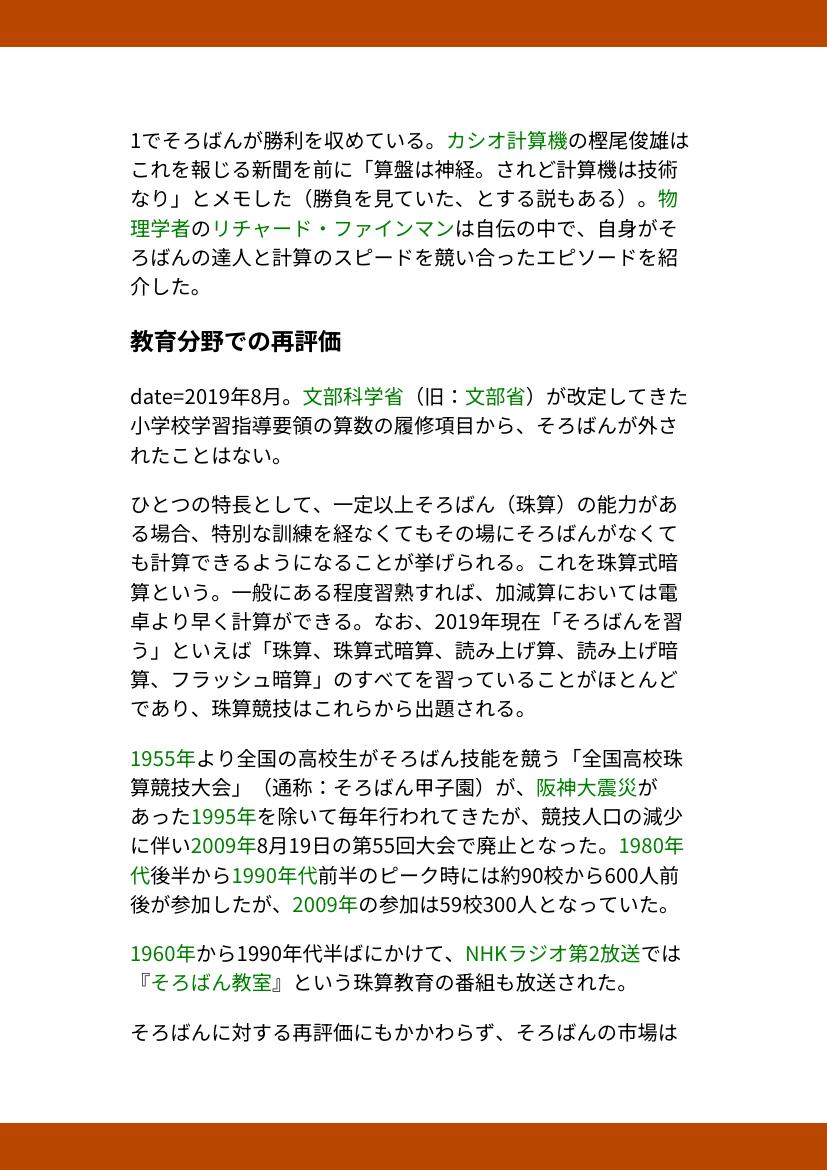 1でそろばんが勝利を収めている。カシオ計算機の樫尾俊雄は
これを報じる新聞を前に「算盤は神経。されど計算機は技術
なり」とメモした（勝負を見ていた、とする説もある）。物
理学者のリチャード・ファインマンは自伝の中で、自身がそ
ろばんの達人と計算のスピードを競い合ったエピソードを紹
介した。
教育分野での再評価
date=2019年8月。文部科学省（旧：文部省）が改定してきた
小学校学習指導要領の算数の履修項目から、そろばんが外さ
れたことはない。
ひとつの特長として、一定以上そろばん（珠算）の能力があ
る場合、特別な訓練を経なくてもその場にそろばんがなくて
も計算できるようになることが挙げられる。これを珠算式暗
算という。一般にある程度習熟すれば、加減算においては電
卓より早く計算ができる。なお、2019年現在「そろばんを習
う」といえば「珠算、珠算式暗算、読み上げ算、読み上げ暗
算、フラッシュ暗算」のすべてを習っていることがほとんど
であり、珠算競技はこれらから出題される。
1955年より全国の高校生がそろばん技能を競う「全国高校珠
算競技大会」（通称：そろばん甲子園）が、阪神大震災が
あった1995年を除いて毎年行われてきたが、競技人口の減少
に伴い2009年8月19日の第55回大会で廃止となった。1980年
代後半から1990年代前半のピーク時には約90校から600人前
後が参加したが、2009年の参加は59校300人となっていた。
1960年から1990年代半ばにかけて、NHKラジオ第2放送では
『そろばん教室』という珠算教育の番組も放送された。
そろばんに対する再評価にもかかわらず、そろばんの市場は